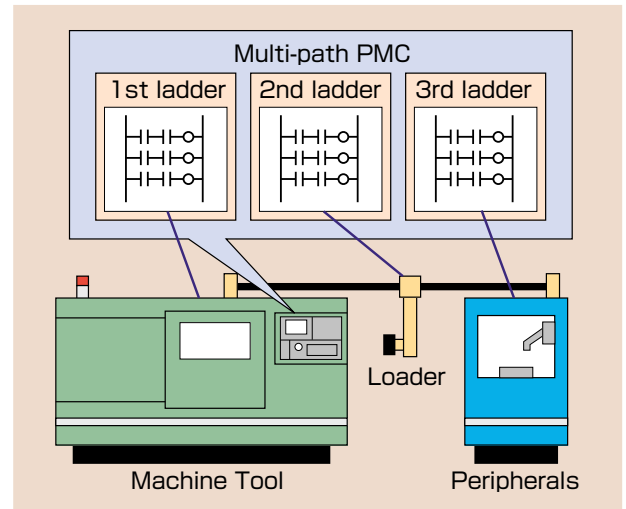 Multi-path PMC
1st ladder
2nd ladder
3rd ladder
Loader
Machine Tool
Peripherals